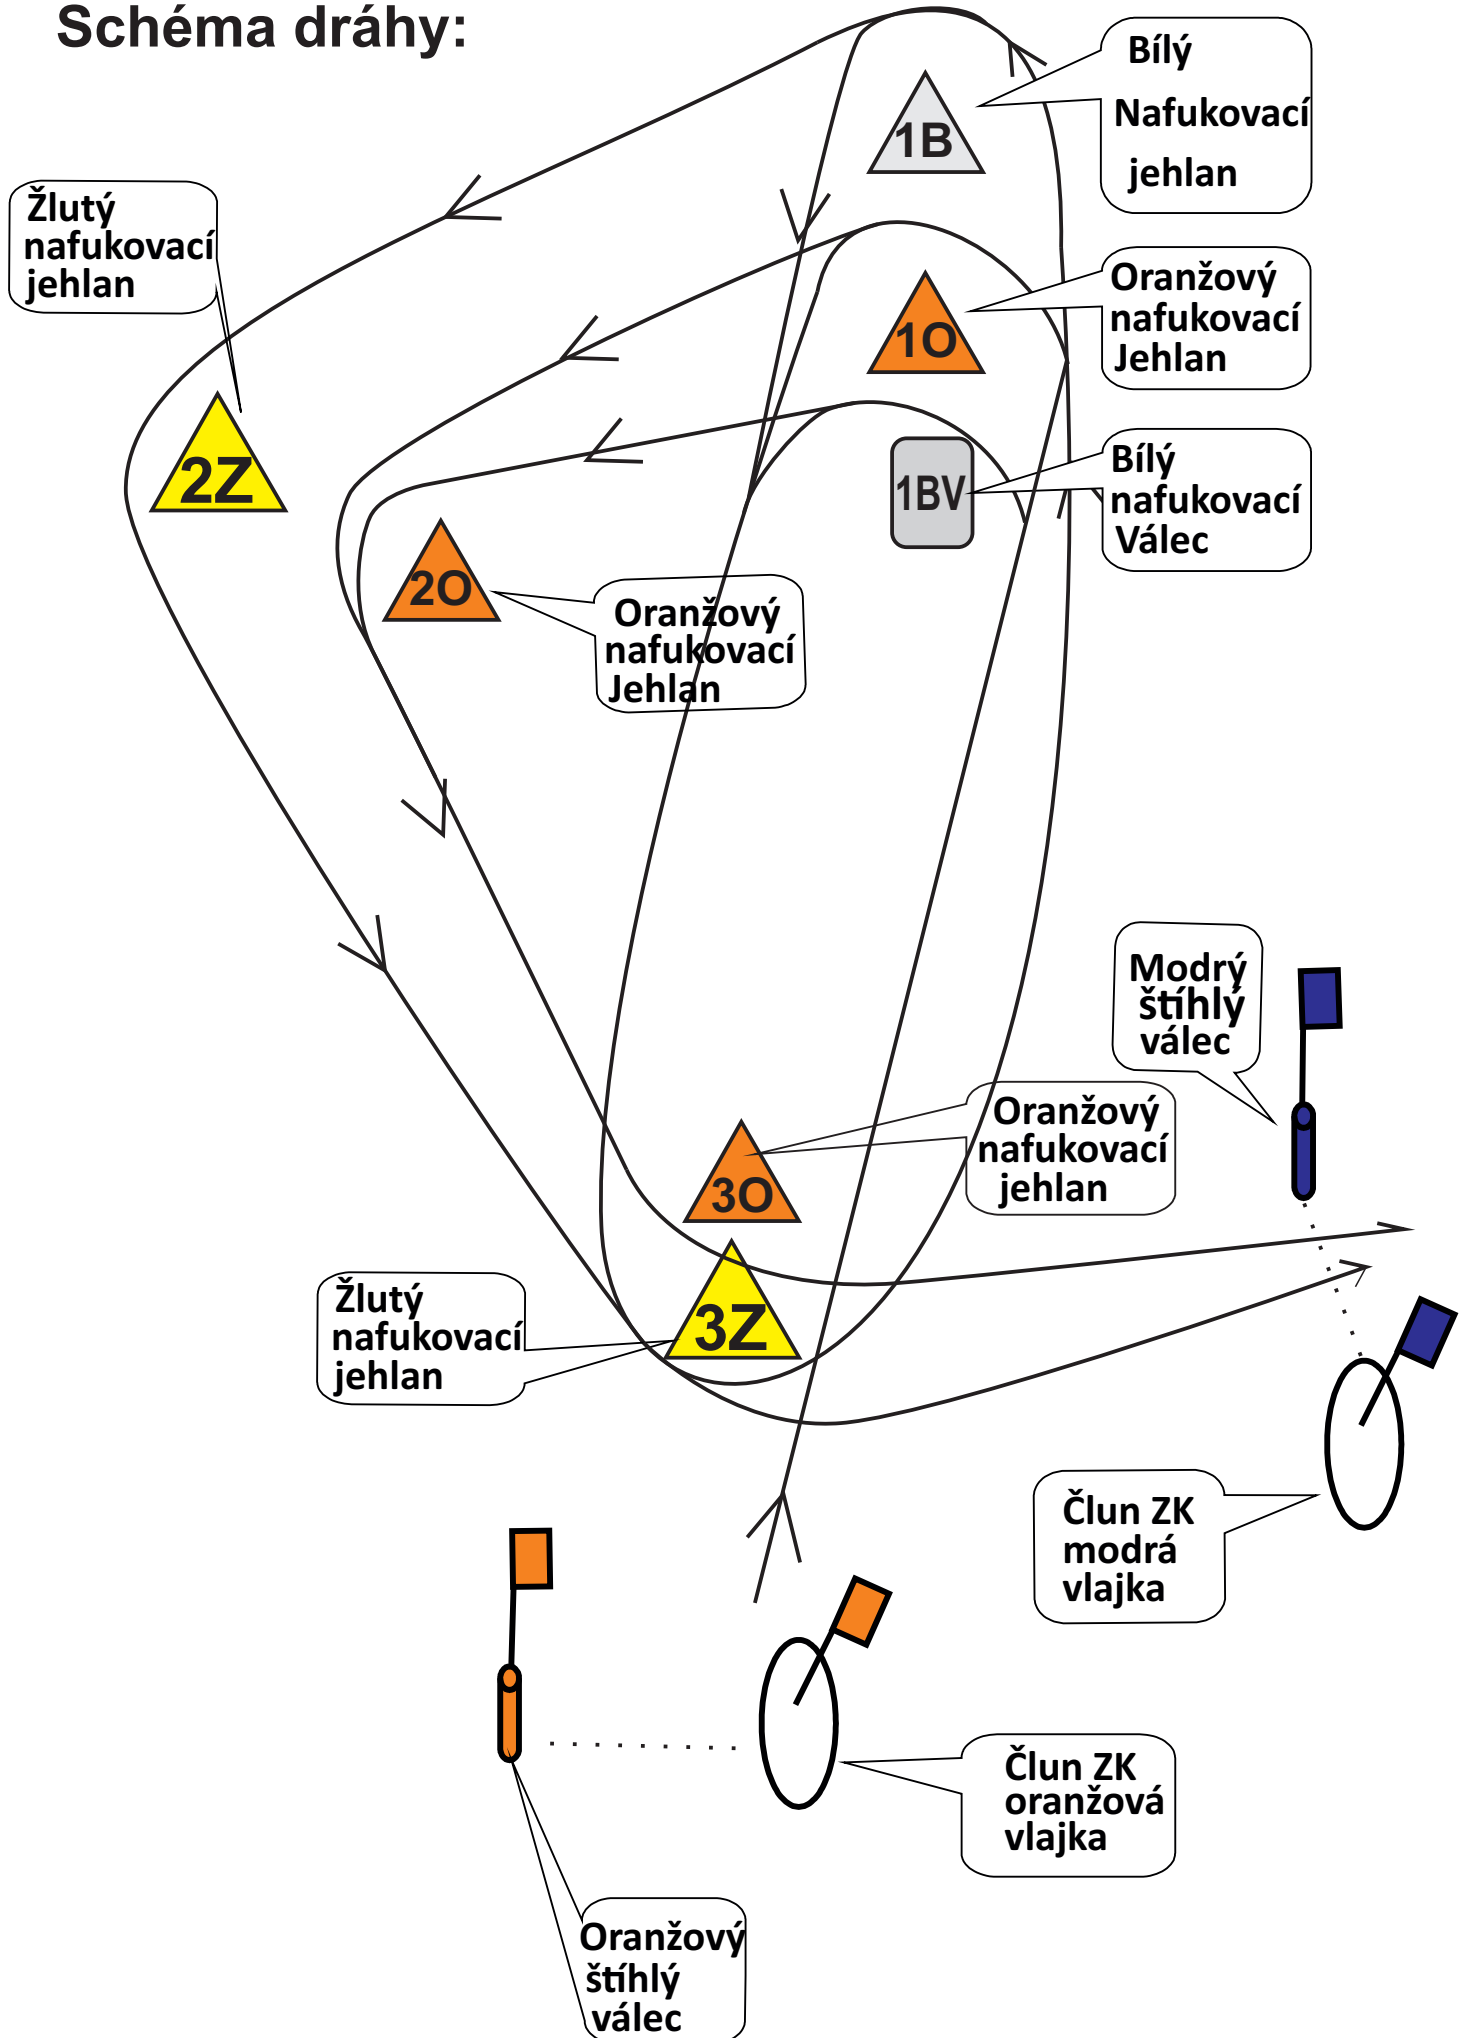 Schéma dráhy:
Bílý
Nafukovací
jehlan
1B
Žlutý
nafukovací
jehlan
Oranžový
nafukovací
Jehlan
1O
2Z
Bílý
nafukovací
Válec
1BV
2O
Oranžový
nafukovací
Jehlan
Modrý
štíhlý
válec
Oranžový
nafukovací
jehlan
3O
Žlutý
nafukovací
jehlan
3Z
Člun ZK
modrá
vlajka
Člun ZK
oranžová
vlajka
Oranžový
štíhlý
válec